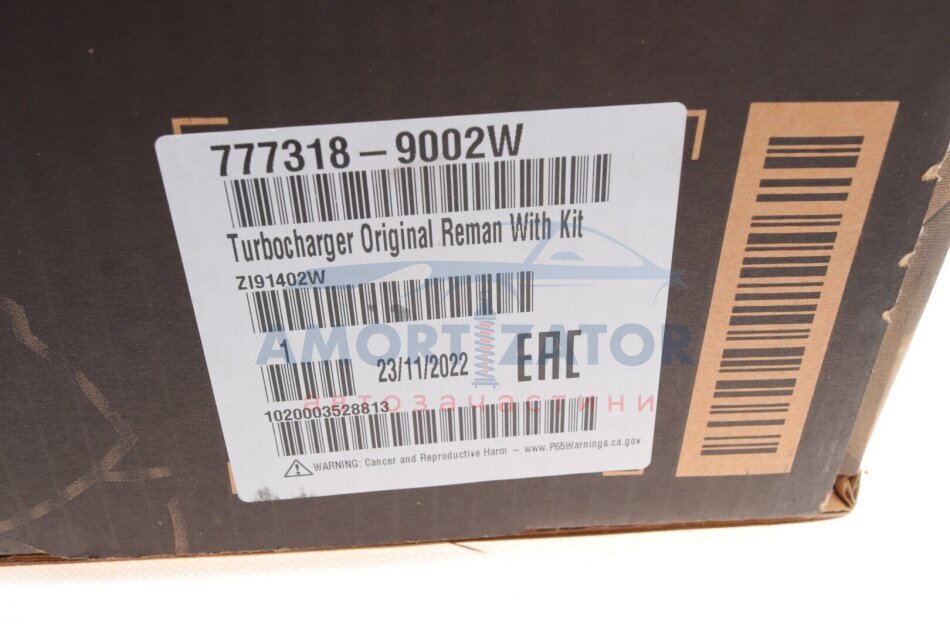 777318-9002W
Turbocharger Original Reman With Kit
ZI91402W
AMORTIZATOR
1
23/11/2022
EAC
автозапчастини
1020003528813
WARNING: Cancer and Reproductive Harm - www.P65Warnings.ca.gov